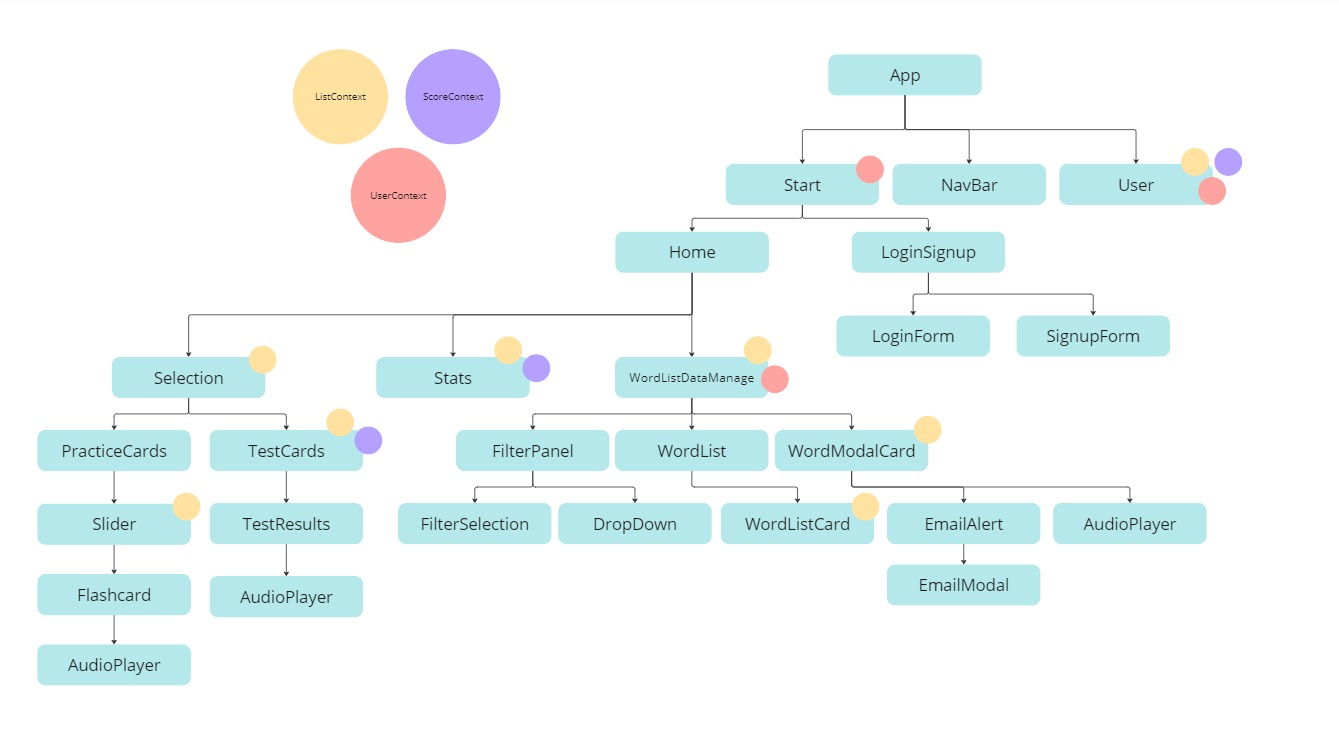 App
ListContext
ScoreContext
Start
NavBar
User
UserContext
Home
LoginSignup
LoginForm
SignupForm
Selection
Stats
WordListDataManage
PracticeCards
TestCards
FilterPanel
WordList
WordModalCard
Slider
TestResults
FilterSelection
DropDown
WordListCard
EmailAlert
AudioPlayer
Flashcard
AudioPlayer
EmailModal
AudioPlayer